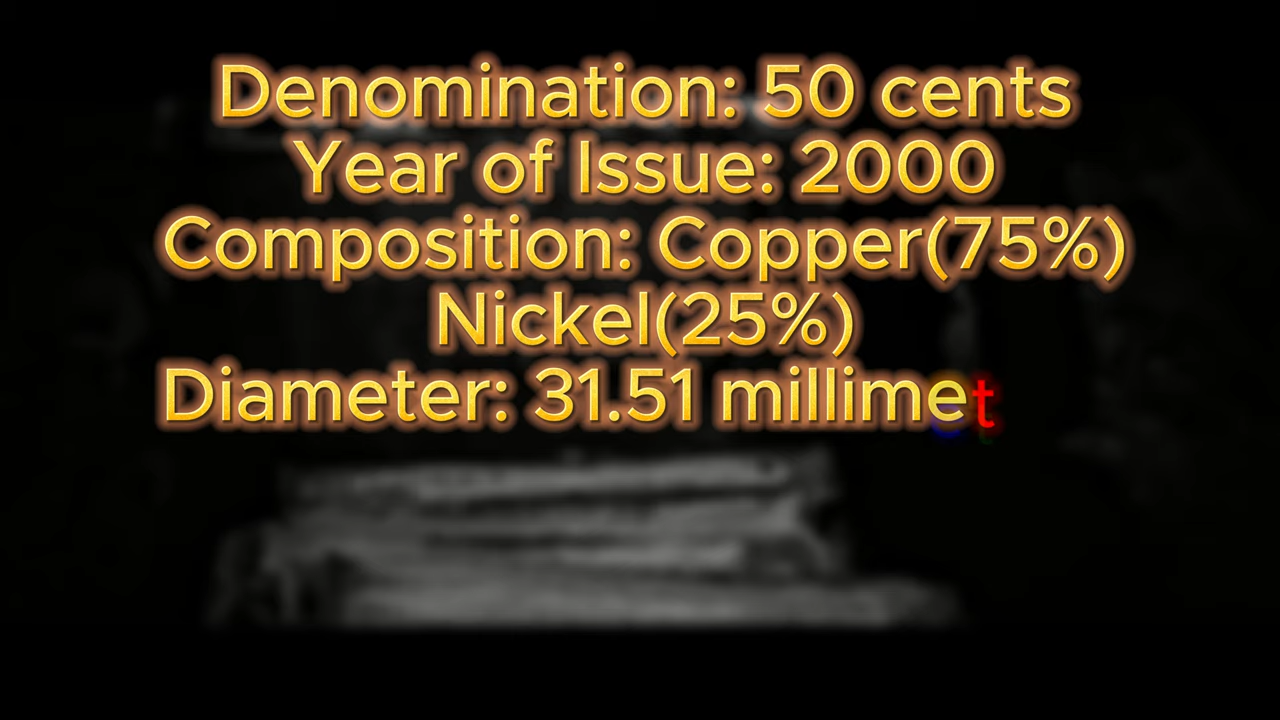 Denomination: 50 cents
Year of Issue: 2000
Composition: Copper(75%)
Nickel(25%)
Diameter: 31.51 millimet